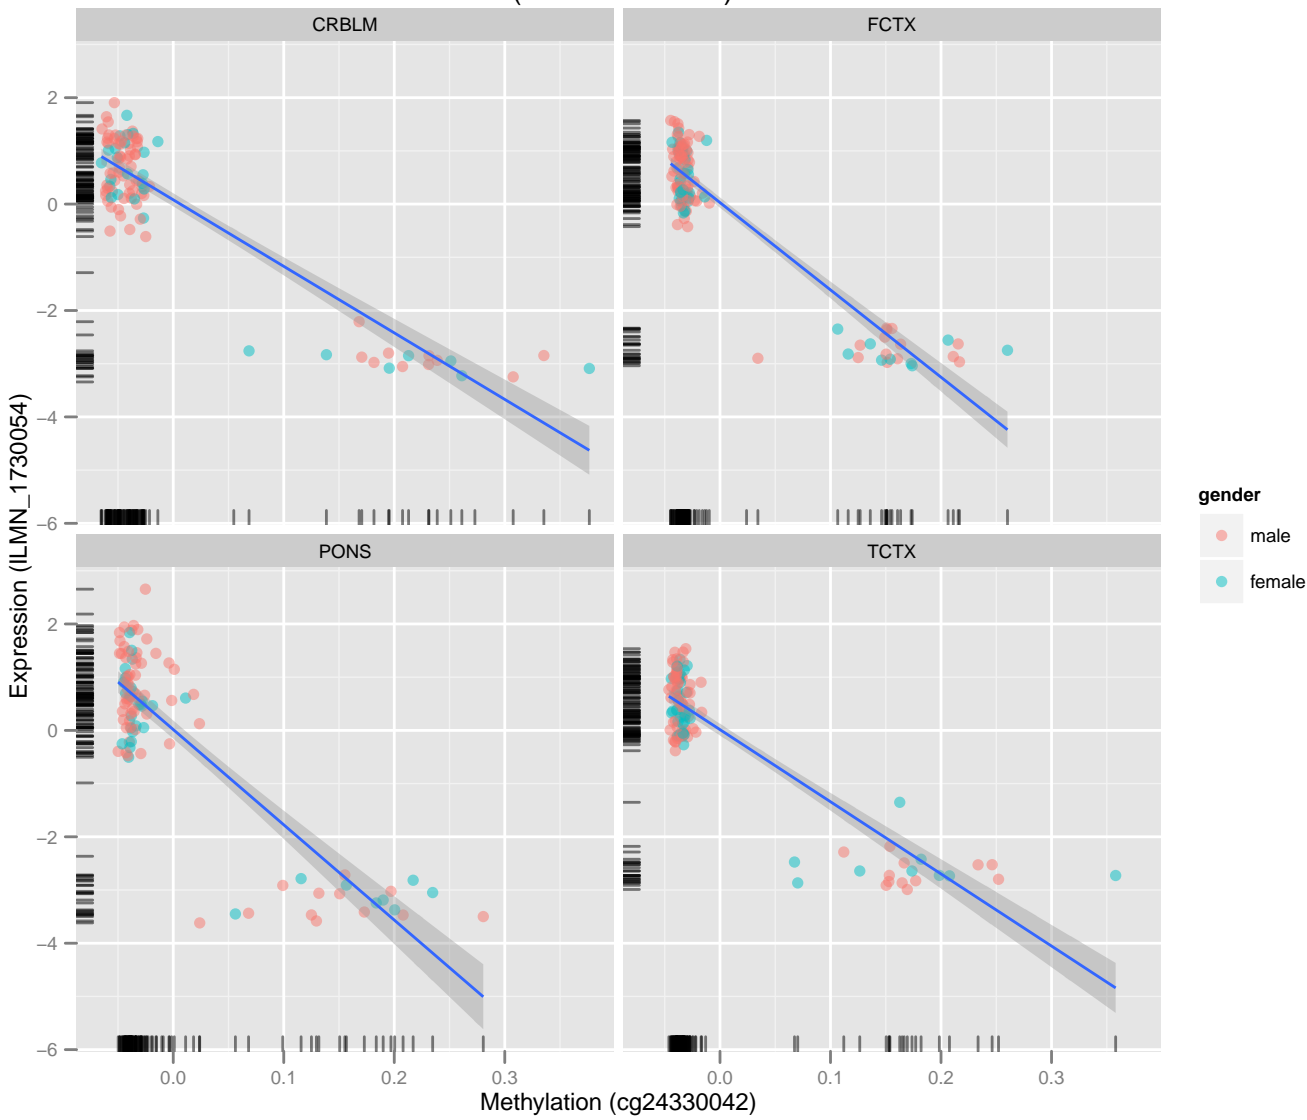 CRBLM FCTX
2
0
−2
−4
−6
PONS TCTX
2
0
−2
−4
−6
0.0 0.1 0.2 0.3 0.0 0.1 0.2 0.3
Methylation (cg24330042)
Expression (ILMN_1730054)
gender
male
female